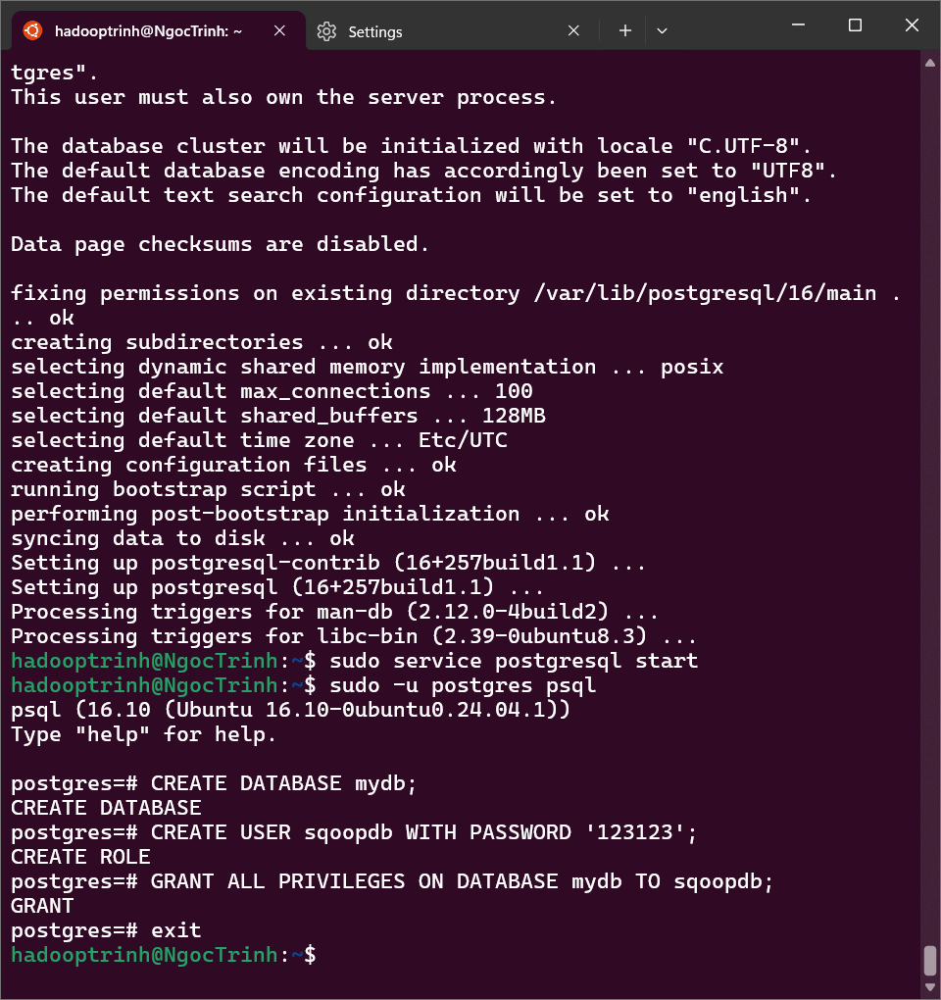 hadooptrinh@NgocTrinh: ~
Settings
tgres".
This user must also own the server process.
The database cluster will be initialized with locale "C.UTF-8".
The default database encoding has accordingly been set to "UTF8".
The default text search configuration will be set to "english".
Data page checksums are disabled.
fixing permissions on existing directory /var/lib/postgresql/16/main .
.. ok
creating subdirectories ... ok
selecting dynamic shared memory implementation ... posix
selecting default max_connections ... 100
selecting default shared_buffers ... 128MB
selecting default time zone ... Etc/UTC
creating configuration files ... ok
running bootstrap script ... ok
performing post-bootstrap initialization ... ok
syncing data to disk ... ok
Setting up postgresql-contrib (16+257build1.1) ...
Setting up postgresql (16+257build1.1) ...
Processing triggers for man-db (2.12.0-4build2) ...
Processing triggers for libc-bin (2.39-0ubuntu8.3) ...
hadooptrinh@NgocTrinh:~$ sudo service postgresql start
hadooptrinh@NgocTrinh:~$ sudo -u postgres psql
psql (16.10 (Ubuntu 16.10-0ubuntu0.24.04.1))
Type "help" for help.
postgres=# CREATE DATABASE mydb;
CREATE DATABASE
postgres=# CREATE USER sqoopdb WITH PASSWORD '123123';
CREATE ROLE
postgres=# GRANT ALL PRIVILEGES ON DATABASE mydb TO sqoopdb;
GRANT
postgres=# exit
hadooptrinh@NgocTrinh:~$